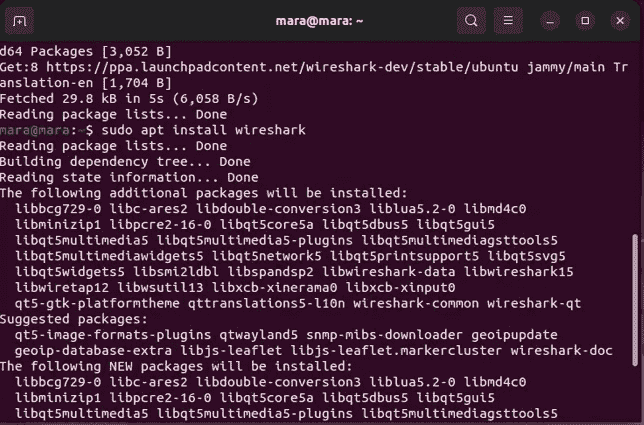 mara@mara: ~
d64 Packages [3,052 B]
Get:8 https://ppa.launchpadcontent.net/wireshark-dev/stable/ubuntu jammy/main Tr
anslation-en [1,704 B]
Fetched 29.8 kB in 5s (6,058 B/s)
Reading package lists... Done
mara@mara:~$ sudo apt install wireshark
Reading package lists... Done
Building dependency tree... Done
Reading state information... Done
The following additional packages will be installed:
libbcg729-0 libc-ares2 libdouble-conversion3 liblua5.2-0 libmd4c0
libminizip1 libpcre2-16-0 libqt5core5a libqt5dbus5 libqt5gui5
libqt5multimedia5 libqt5multimedia5-plugins libqt5multimediagsttools5
libqt5multimediawidgets5 libqt5network5 libqt5printsupport5 libqt5svg5
libqt5widgets5 libsmi2ldbl libspandsp2 libwireshark-data libwireshark15
libwiretap12 libwsutil13 libxcb-xinerama0 libxcb-xinput0
qt5-gtk-platformtheme qttranslations5-l10n wireshark-common wireshark-qt
Suggested packages:
qt5-image-formats-plugins qtwayland5 snmp-mibs-downloader geoipupdate
geoip-database-extra libjs-leaflet libjs-leaflet.markercluster wireshark-doc
The following NEW packages will be installed:
libbcg729-0 libc-ares2 libdouble-conversion3 liblua5.2-0 libmd4c0
libminizip1 libpcre2-16-0 libqt5core5a libqt5dbus5 libqt5gui5
libqt5multimedia5 libqt5multimedia5-plugins libqt5multimediagsttools5